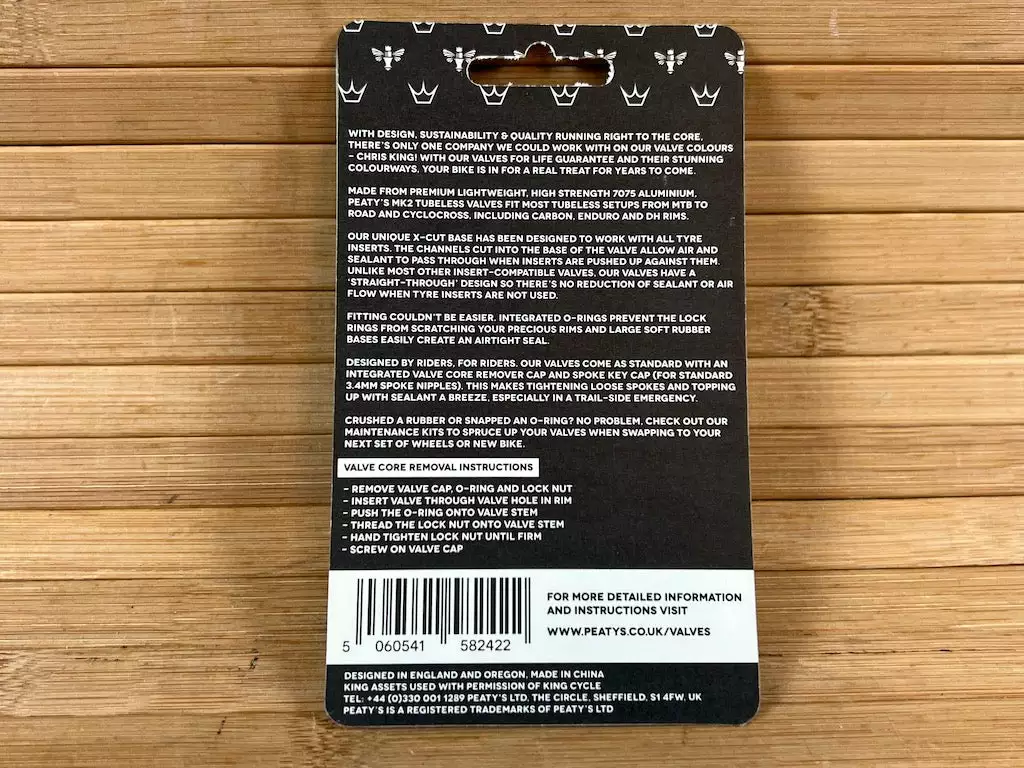 WITH DESIGN, SUSTAINABILITY & QUALITY RUNNING RIGHT TO THE CORE,
THERE'S ONLY ONE COMPANY WE COULD WORK WITH ON OUR VALVE COLOURS
– CHRIS KING! WITH OUR VALVES FOR LIFE GUARANTEE AND THEIR STUNNING
COLOURWAYS, YOUR BIKE IS IN FOR A REAL TREAT FOR YEARS TO COME.
MADE FROM PREMIUM LIGHTWEIGHT, HIGH STRENGTH 7075 ALUMINIUM,
PEATY'S MK2 TUBELESS VALVES FIT MOST TUBELESS SETUPS FROM MTB TO
ROAD AND CYCLOCROSS, INCLUDING CARBON, ENDURO AND DH RIMS.
OUR UNIQUE X-CUT BASE HAS BEEN DESIGNED TO WORK WITH ALL TYRE
INSERTS. THE CHANNELS CUT INTO THE BASE OF THE VALVE ALLOW AIR AND
SEALANT TO PASS THROUGH WHEN INSERTS ARE PUSHED UP AGAINST THEM.
UNLIKE MOST OTHER INSERT-COMPATIBLE VALVES, OUR VALVES HAVE A
'STRAIGHT-THROUGH' DESIGN SO THERE'S NO REDUCTION OF SEALANT OR AIR
FLOW WHEN TYRE INSERTS ARE NOT USED.
FITTING COULDN'T BE EASIER. INTEGRATED O-RINGS PREVENT THE LOCK
RINGS FROM SCRATCHING YOUR PRECIOUS RIMS AND LARGE SOFT RUBBER
BASES EASILY CREATE AN AIRTIGHT SEAL.
DESIGNED BY RIDERS, FOR RIDERS. OUR VALVES COME AS STANDARD WITH AN
INTEGRATED VALVE CORE REMOVER CAP AND SPOKE KEY CAP (FOR STANDARD
3.4MM SPOKE NIPPLES). THIS MAKES TIGHTENING LOOSE SPOKES AND TOPPING
UP WITH SEALANT A BREEZE, ESPECIALLY IN A TRAIL-SIDE EMERGENCY.
CRUSHED A RUBBER OR SNAPPED AN O-RING? NO PROBLEM, CHECK OUT OUR
MAINTENANCE KITS TO SPRUCE UP YOUR VALVES WHEN SWAPPING TO YOUR
NEXT SET OF WHEELS OR NEW BIKE.
VALVE CORE REMOVAL INSTRUCTIONS
- REMOVE VALVE CAP, O-RING AND LOCK NUT
- INSERT VALVE THROUGH VALVE HOLE IN RIM
- PUSH THE O-RING ONTO VALVE STEM
- THREAD THE LOCK NUT ONTO VALVE STEM
- HAND TIGHTEN LOCK NUT UNTIL FIRM
- SCREW ON VALVE CAP
5 060541 582422
FOR MORE DETAILED INFORMATION
AND INSTRUCTIONS VISIT
WWW.PEATYS.CO.UK/VALVES
DESIGNED IN ENGLAND AND OREGON, MADE IN CHINA
KING ASSETS USED WITH PERMISSION OF KING CYCLE
TEL: +44 (0)330 001 1289 PEATY'S LTD, THE CIRCLE, SHEFFIELD, S1 4FW, UK
PEATY'S IS A REGISTERED TRADEMARKS OF PEATY'S LTD